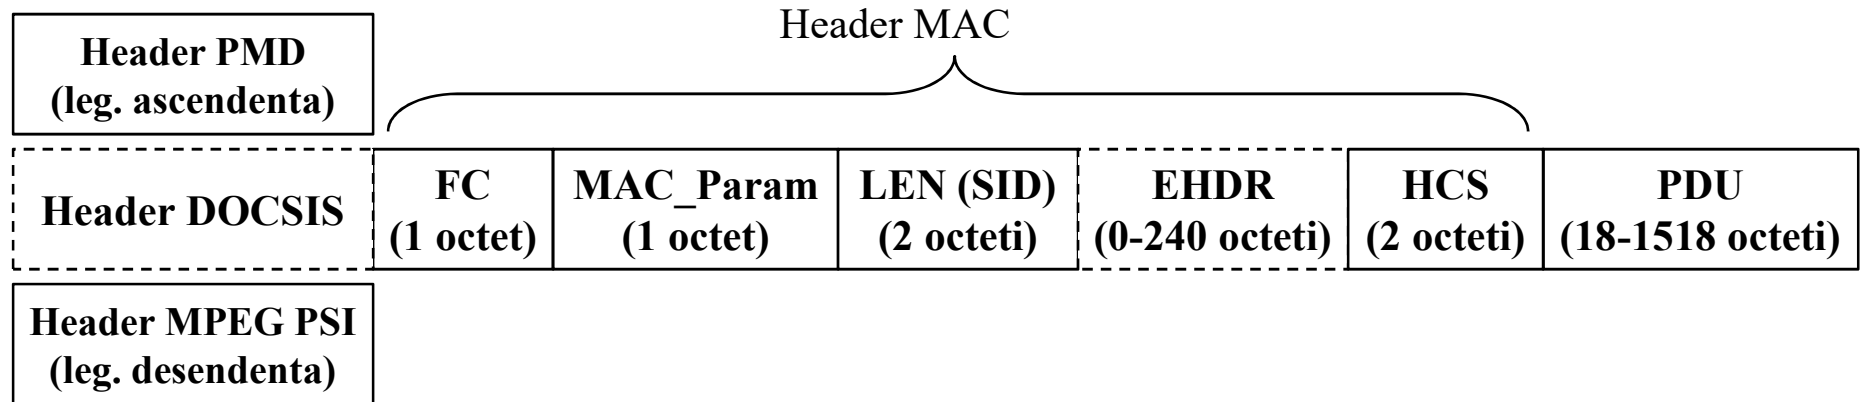 Header MAC
Header PMD
(leg. ascendenta)
Header DOCSIS
FC
(1 octet)
MAC_Param
(1 octet)
LEN (SID)
(2 octeti)
EHDR
(0-240 octeti)
HCS
(2 octeti)
PDU
(18-1518 octeti)
Header MPEG PSI
(leg. desendenta)